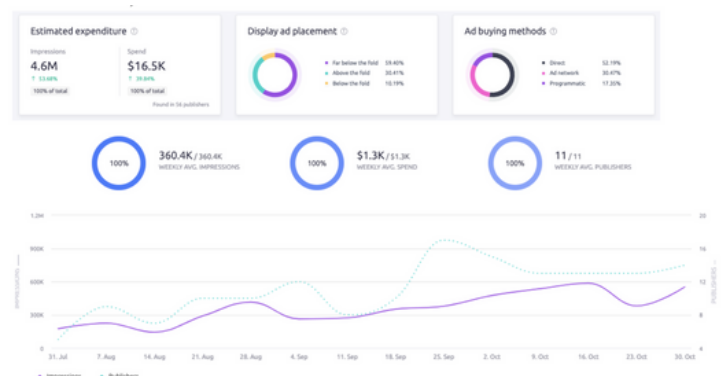 Estimated expenditure
Impressions
4.6M
↑ 53.68%
100% of total
Spend
$16.5K
↑ 39.84%
100% of total
Found in 56 publishers
Display ad placement
Far below the fold 59.40%
Above the fold 30.41%
Below the fold 10.19%
Ad buying methods
Direct 52.19%
Ad network 30.47%
Programmatic 17.35%
100%
360.4K / 360.4K
WEEKLY AVG. IMPRESSIONS
100%
$1.3K / $1.3K
WEEKLY AVG. SPEND
100%
11 / 11
WEEKLY AVG. PUBLISHERS
1.2M
900K
600K
300K
0
IMPRESSIONS
20
16
12
8
4
PUBLISHERS
31. Jul 7. Aug 14. Aug 21. Aug 28. Aug 4. Sep 11. Sep 18. Sep 25. Sep 2. Oct 9. Oct 16. Oct 23. Oct 30. Oct